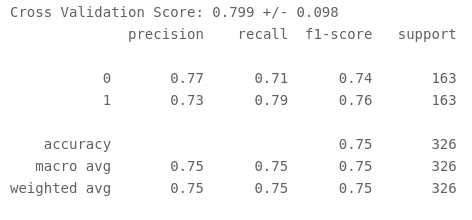 Cross Validation Score: 0.799 +/- 0.098
precision recall f1-score support
0 0.77 0.71 0.74 163
1 0.73 0.79 0.76 163
accuracy 0.75 326
macro avg 0.75 0.75 0.75 326
weighted avg 0.75 0.75 0.75 326